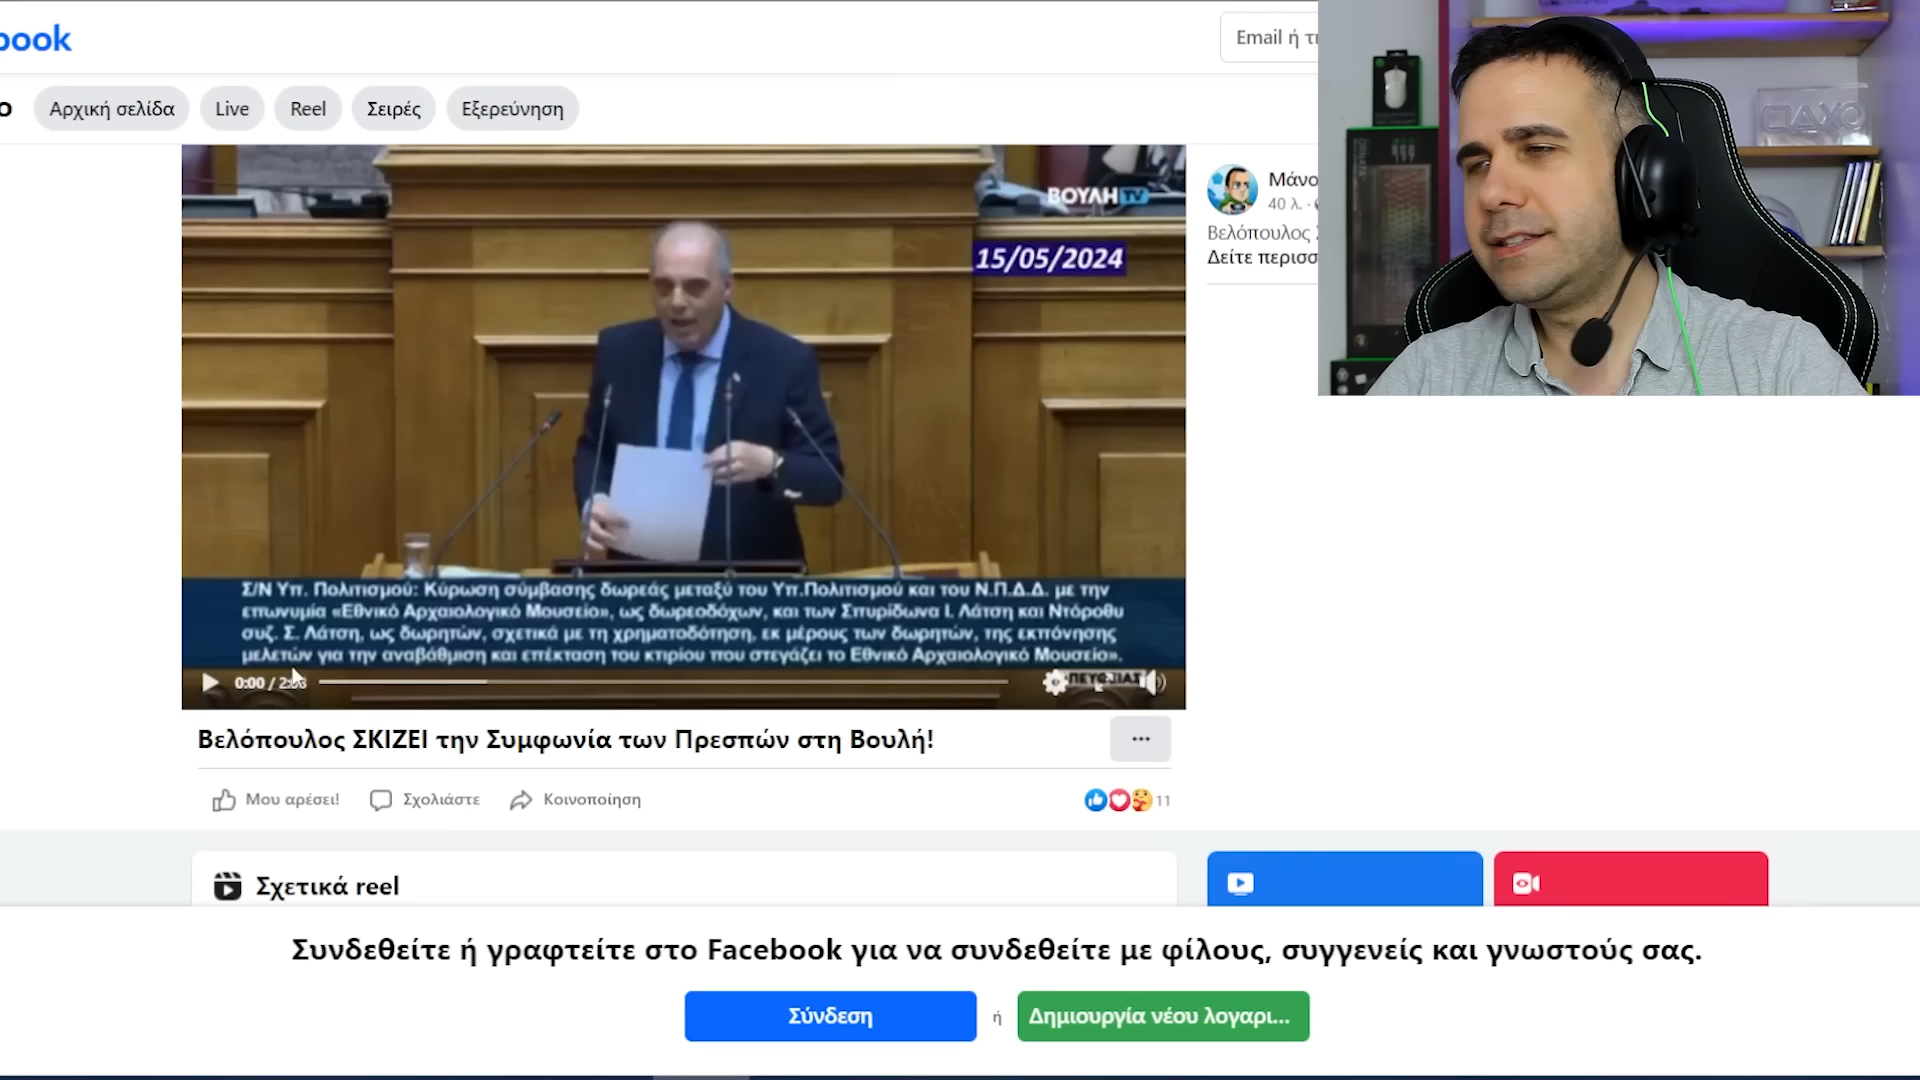 book
Email ή τη
ο
Αρχική σελίδα
Live
Reel
Σειρές
Εξερεύνηση
ΒΟΥΛΗ TV
15/05/2024
Μάνο
40 λ. ·
Βελόπουλος Σ
Δείτε περισσ
Σ/Ν Υπ. Πολιτισμού: Κύρωση σύμβασης δωρεάς μεταξύ του Υπ.Πολιτισμού και του Ν.Π.Δ.Δ. με την
επωνυμία «Εθνικό Αρχαιολογικό Μουσείο», ως δωρεοδόχων, και των Σπυρίδωνα Ι. Λάτση και Ντόροθυ
συζ. Σ. Λάτση, ως δωρητών, σχετικά με τη χρηματοδότηση, εκ μέρους των δωρητών, της εκπόνησης
μελετών για την αναβάθμιση και επέκταση του κτιρίου που στεγάζει το Εθνικό Αρχαιολογικό Μουσείο».
0:00 /
Βελόπουλος ΣΚΙΖΕΙ την Συμφωνία των Πρεσπών στη Βουλή!
...
Μου αρέσει!
Σχολιάστε
Κοινοποίηση
11
Σχετικά reel
Συνδεθείτε ή γραφτείτε στο Facebook για να συνδεθείτε με φίλους, συγγενείς και γνωστούς σας.
Σύνδεση
ή
Δημιουργία νέου λογαρι...